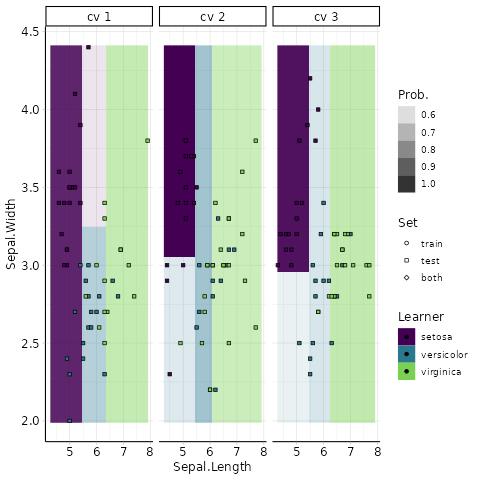 cv 1 cv 2 cv 3
4.5
4.0
3.5
3.0
2.5
2.0
Sepal.Width
5 6 7 8 5 6 7 8 5 6 7 8
Sepal.Length
Prob.
0.6
0.7
0.8
0.9
1.0
Set
train
test
both
Learner
setosa
versicolor
virginica